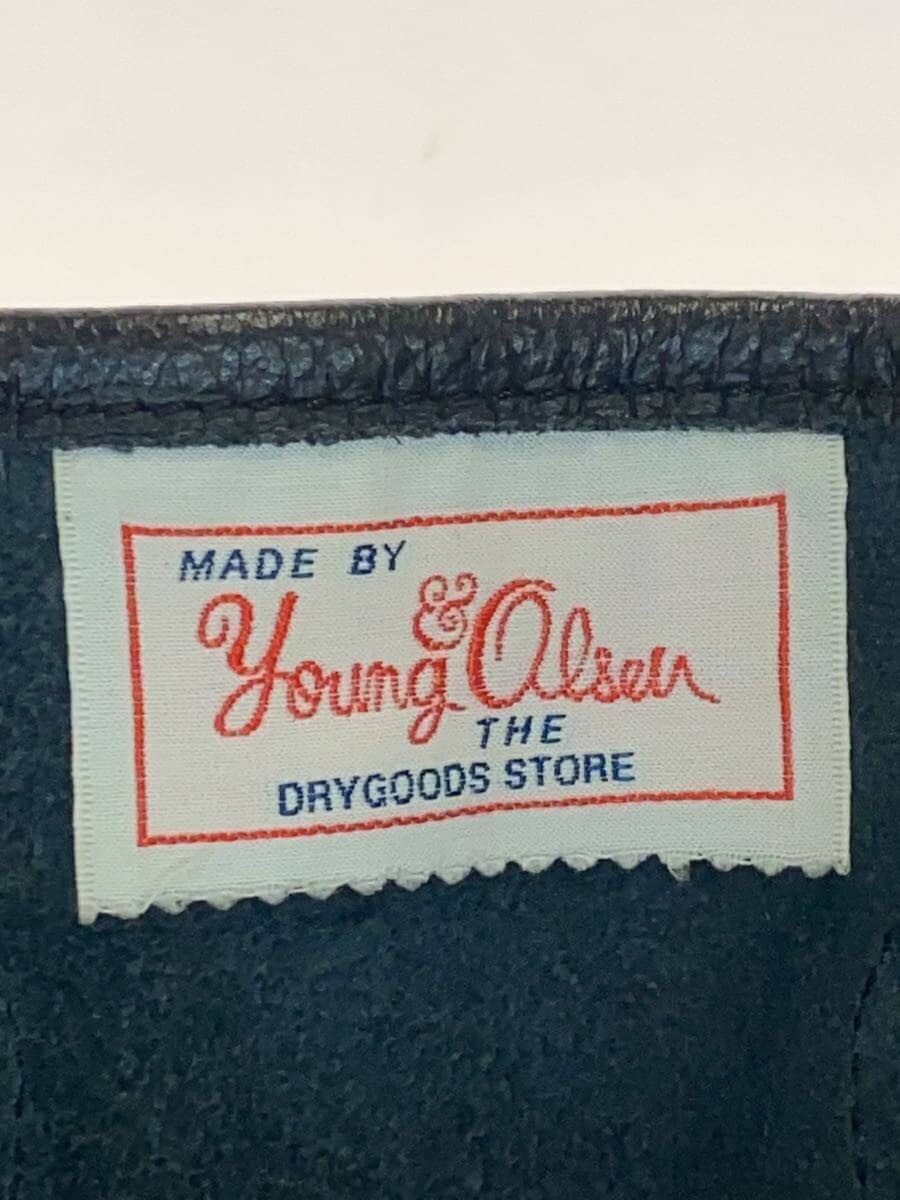 MADE BY
Young & Olsen
THE
DRYGOODS STORE